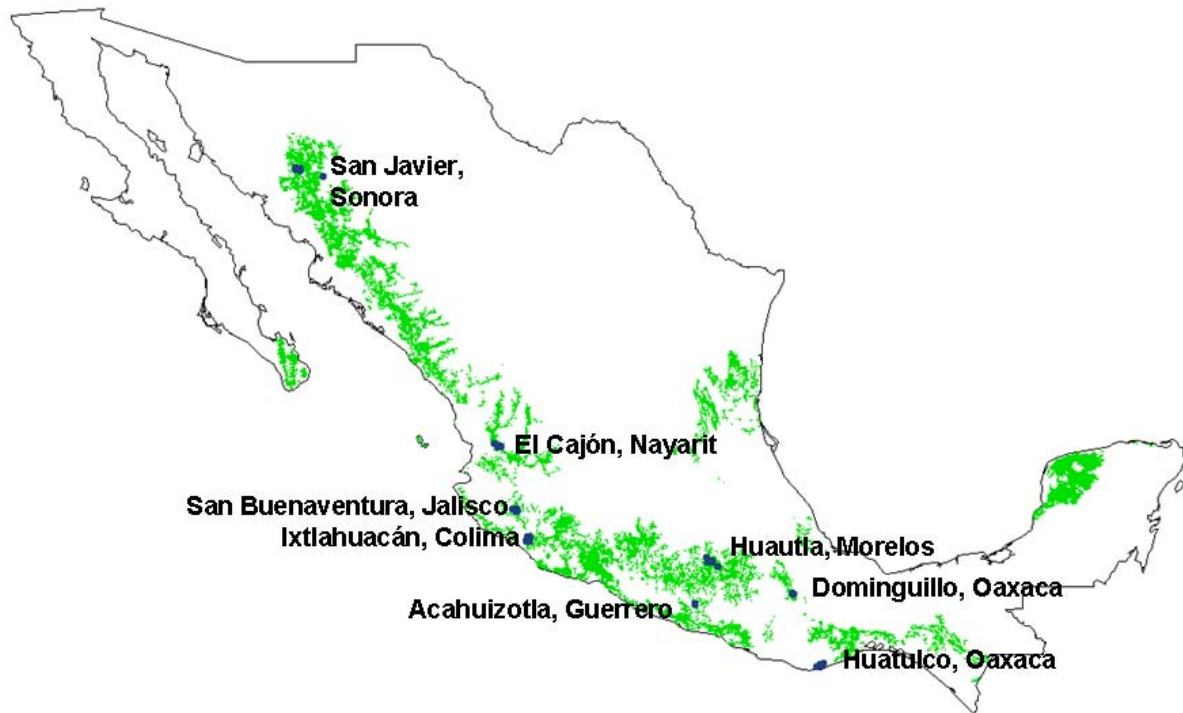 San Javier,
Sonora
El Cajón, Nayarit
San Buenaventura, Jalisco
Ixtlahuacán, Colima
Huautla, Morelos
Dominguillo, Oaxaca
Acahuizotla, Guerrero
Huatulco, Oaxaca